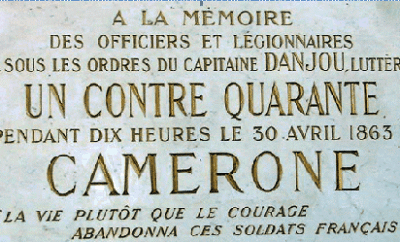 A LA MÉMOIRE
DES OFFICIERS ET LÉGIONNAIRES
SOUS LES ORDRES DU CAPITAINE DANJOU, LUTTÈR
UN CONTRE QUARANTE
PENDANT DIX HEURES LE 30 AVRIL 1863
CAMERONE
LA VIE PLUTÔT QUE LE COURAGE
ABANDONNA CES SOLDATS FRANÇAIS